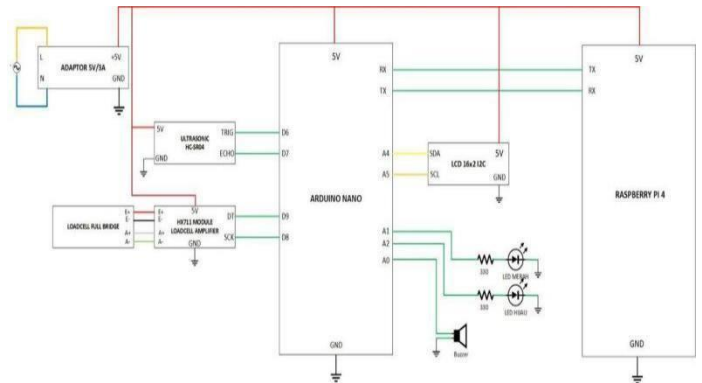 L
N
ADAPTOR 5V/3A
+5V
GND
5V
GND
ULTRASONIC
HC-SR04
TRIG
ECHO
D6
D7
LOADCELL FULL BRIDGE
E+
E-
A+
A-
E+
E-
A+
A-
5V
HX711 MODULE
LOADCELL AMPLIFIER
GND
DT
SCK
D9
D8
5V
RX
TX
A4
A5
ARDUINO NANO
A1
A2
A0
GND
SDA
SCL
LCD 16x2 I2C
5V
GND
330
LED MERAH
330
LED HIJAU
Buzzer
5V
TX
RX
RASPBERRY PI 4
GND